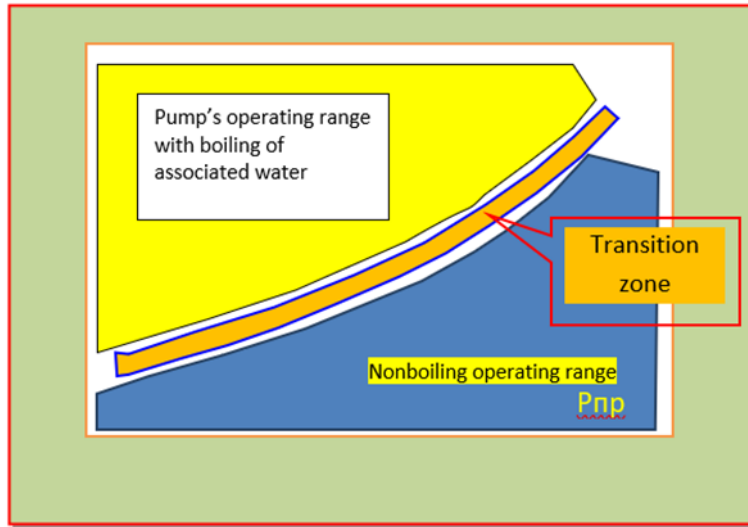 Pump’s operating range
with boiling of
associated water
Transition
zone
Nonboiling operating range
Рпр